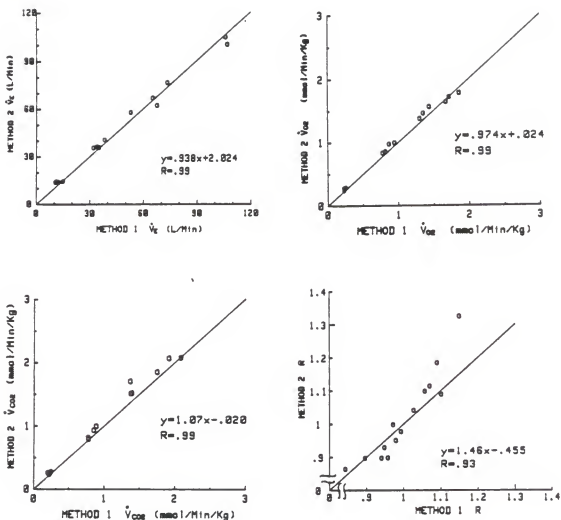 METHOD 2 V̇E (L/Min)
120
90
60
30
0
y=.938x+2.024
R=.99
0 30 60 90 120
METHOD 1 V̇E (L/Min)
METHOD 2 V̇O2 (mmol/Min/Kg)
3
2
1
0
y=.974x+.024
R=.99
0 1 2 3
METHOD 1 V̇O2 (mmol/Min/Kg)
METHOD 2 V̇CO2 (mmol/Min/Kg)
3
2
1
0
y=1.07x-.020
R=.99
0 1 2 3
METHOD 1 V̇CO2 (mmol/Min/Kg)
METHOD 2 R
1.4
1.3
1.2
1.1
1
.9
0
y=1.46x-.455
R=.93
0 .9 1 1.1 1.2 1.3 1.4
METHOD 1 R